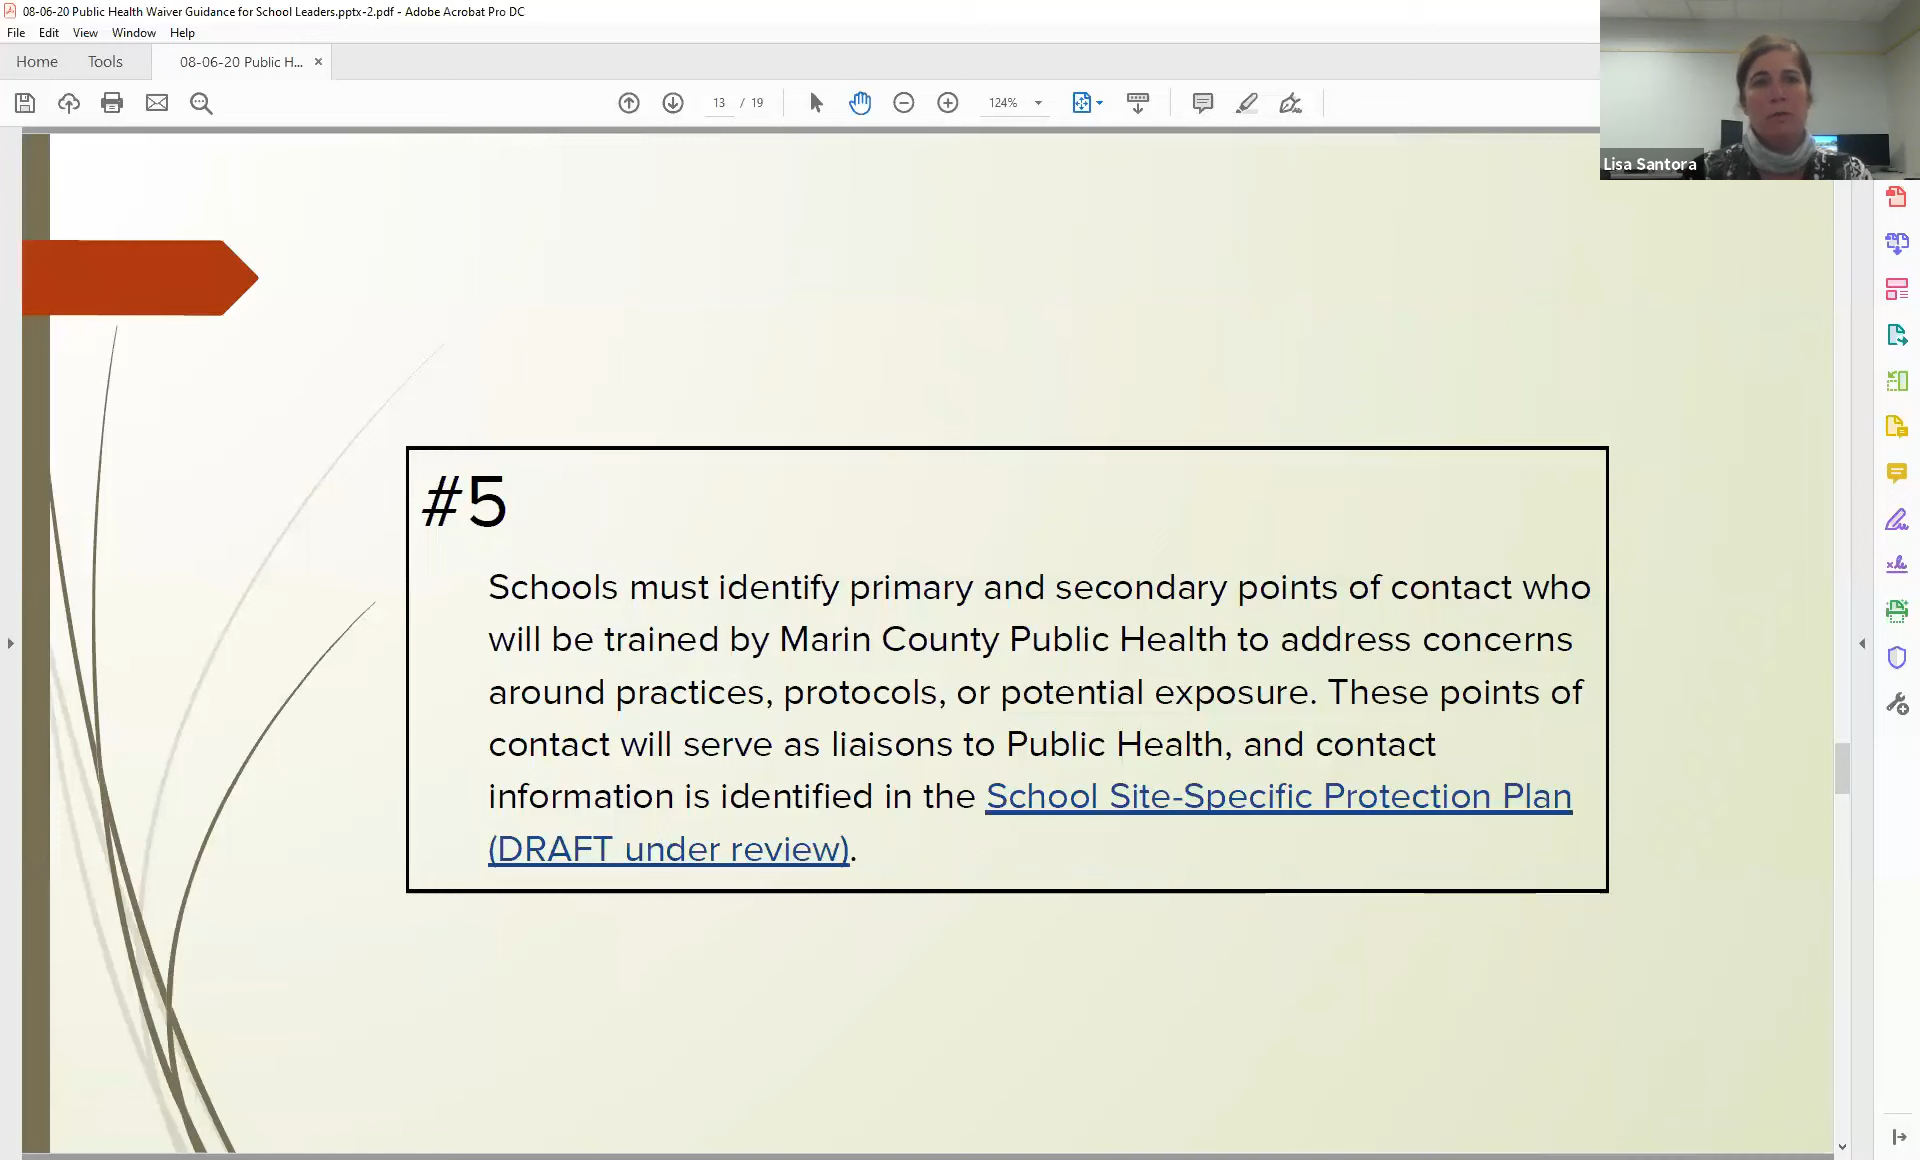 08-06-20 Public Health Waiver Guidance for School Leaders.pptx-2.pdf - Adobe Acrobat Pro DC
File Edit View Window Help
Home Tools 08-06-20 Public H... ×
13 / 19 124%
Lisa Santora
#5
Schools must identify primary and secondary points of contact who
will be trained by Marin County Public Health to address concerns
around practices, protocols, or potential exposure. These points of
contact will serve as liaisons to Public Health, and contact
information is identified in the School Site-Specific Protection Plan
(DRAFT under review).